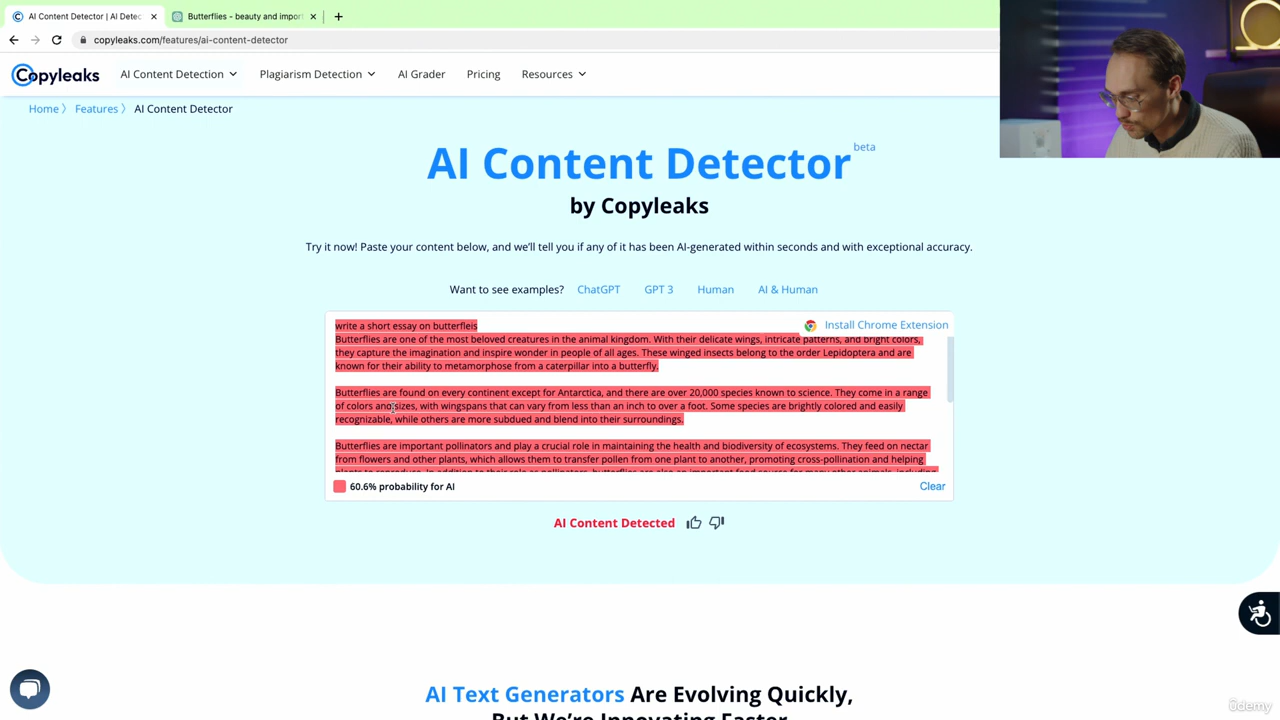 AI Content Detector | AI Detec
Butterflies - beauty and impor
copyleaks.com/features/ai-content-detector
Copyleaks
AI Content Detection
Plagiarism Detection
AI Grader
Pricing
Resources
Home
Features
AI Content Detector
AI Content Detector
beta
by Copyleaks
Try it now! Paste your content below, and we'll tell you if any of it has been AI-generated within seconds and with exceptional accuracy.
Want to see examples?
ChatGPT
GPT 3
Human
AI & Human
Install Chrome Extension
write a short essay on butterfleis
Butterflies are one of the most beloved creatures in the animal kingdom. With their delicate wings, intricate patterns, and bright colors,
they capture the imagination and inspire wonder in people of all ages. These winged insects belong to the order Lepidoptera and are
known for their ability to metamorphose from a caterpillar into a butterfly.
Butterflies are found on every continent except for Antarctica, and there are over 20,000 species known to science. They come in a range
of colors and sizes, with wingspans that can vary from less than an inch to over a foot. Some species are brightly colored and easily
recognizable, while others are more subdued and blend into their surroundings.
Butterflies are important pollinators and play a crucial role in maintaining the health and biodiversity of ecosystems. They feed on nectar
from flowers and other plants, which allows them to transfer pollen from one plant to another, promoting cross-pollination and helping
60.6% probability for AI
Clear
AI Content Detected
AI Text Generators Are Evolving Quickly,
But We're Innovating Faster
ûdemy